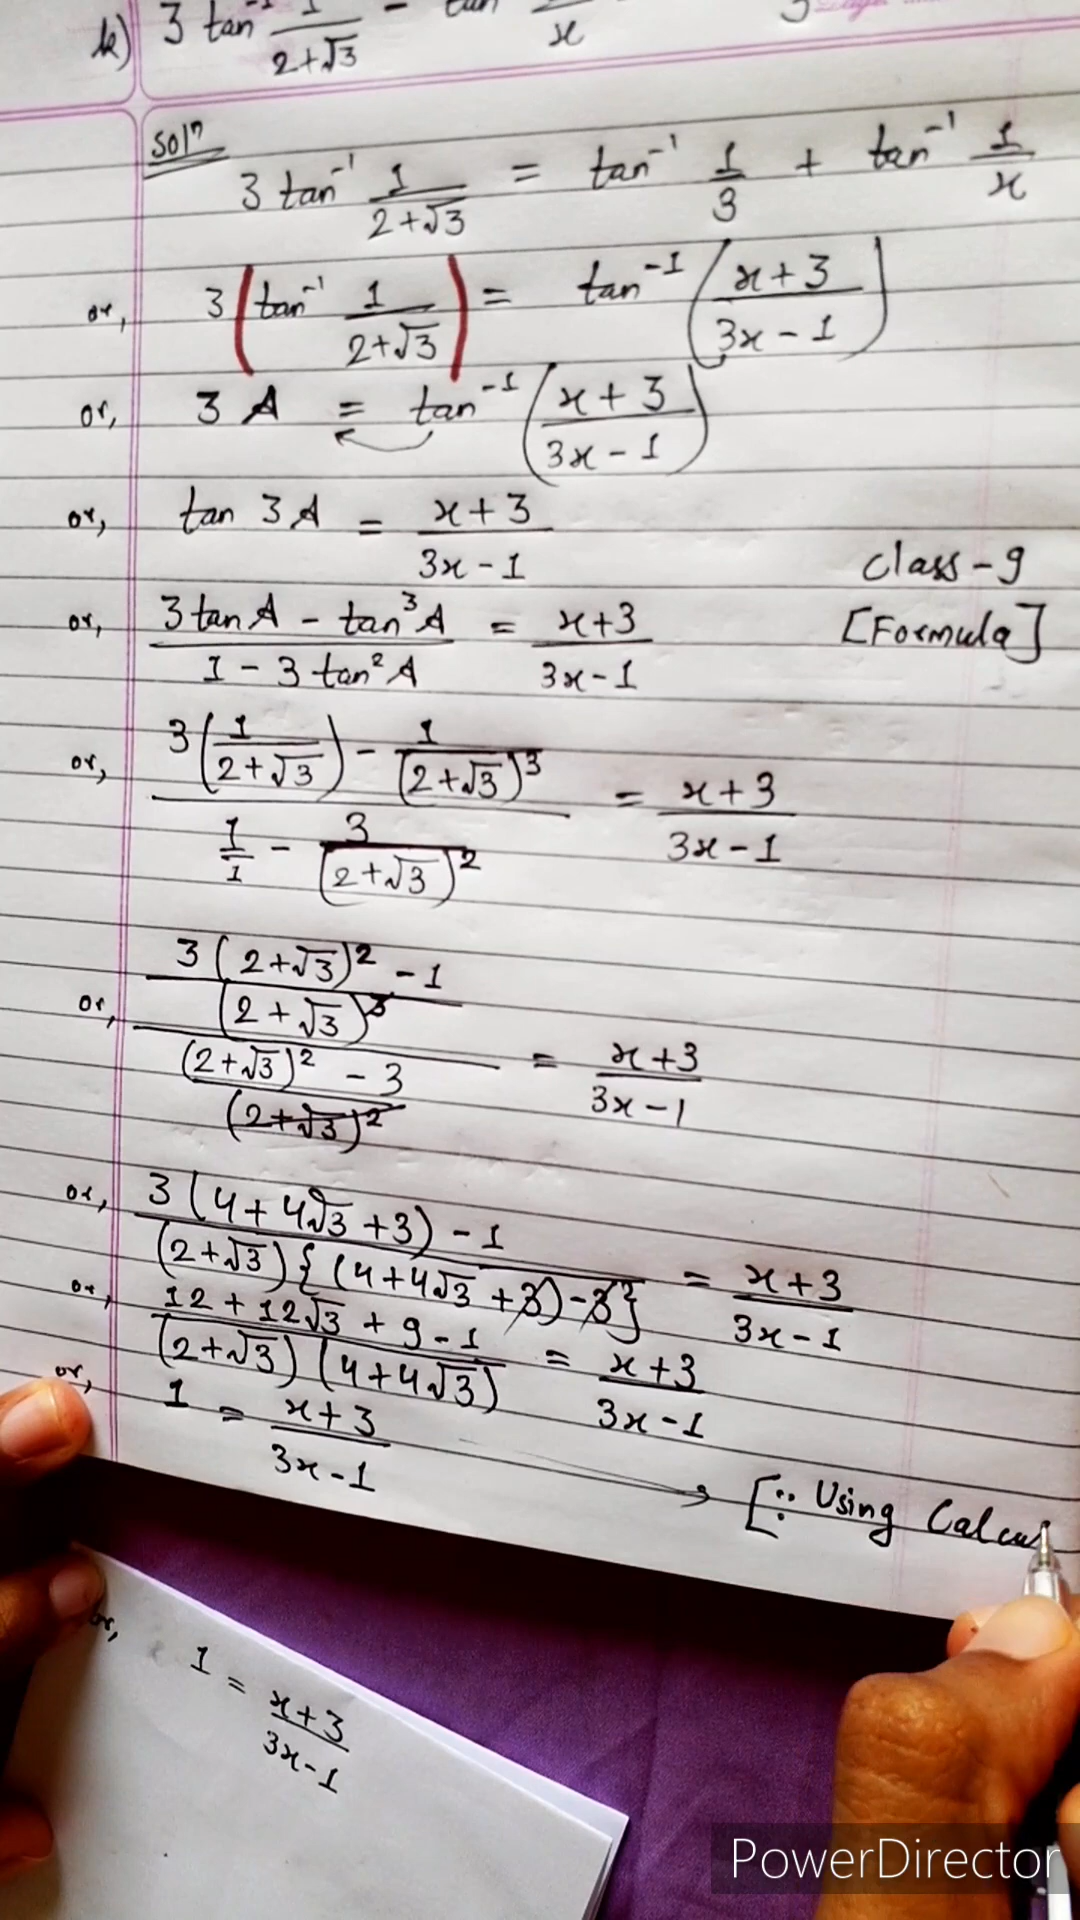 k) 3 tan⁻¹ 1/(2+√3) - tan 1/x 3
Solⁿ
3 tan⁻¹ 1/(2+√3) = tan⁻¹ 1/3 + tan⁻¹ 1/x
or, 3 (tan⁻¹ 1/(2+√3)) = tan⁻¹ ((x+3)/(3x-1))
or, 3 A = tan⁻¹ ((x+3)/(3x-1))
or, tan 3A = (x+3)/(3x-1)
class-9
or, (3 tan A - tan³ A)/(1 - 3 tan² A) = (x+3)/(3x-1) [Formula]
or, (3(1/(2+√3)) - 1/(2+√3)³)/(1/1 - 3/(2+√3)²) = (x+3)/(3x-1)
or, ((3(2+√3)² - 1)/(2+√3)³)/(((2+√3)² - 3)/(2+√3)²) = (x+3)/(3x-1)
or, (3(4+4√3+3) - 1)/((2+√3){(4+4√3+3)-3}) = (x+3)/(3x-1)
or, (12+12√3+9-1)/((2+√3)(4+4√3)) = (x+3)/(3x-1)
or, 1 = (x+3)/(3x-1) → [∵ Using Calcu
or, 1 = (x+3)/(3x-1)
PowerDirector